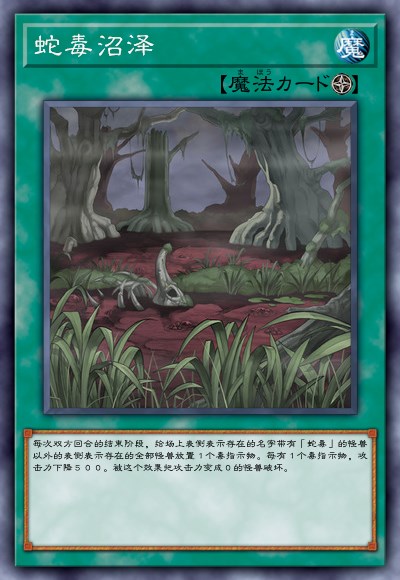 蛇毒沼泽
魔
【魔法カード】
まほう
每次双方回合的结束阶段，给场上表侧表示存在的名字带有「蛇毒」的怪兽
以外的表侧表示存在的全部怪兽放置1个毒指示物。每有1个毒指示物，攻
击力下降500。被这个效果把攻击力变成0的怪兽破坏。